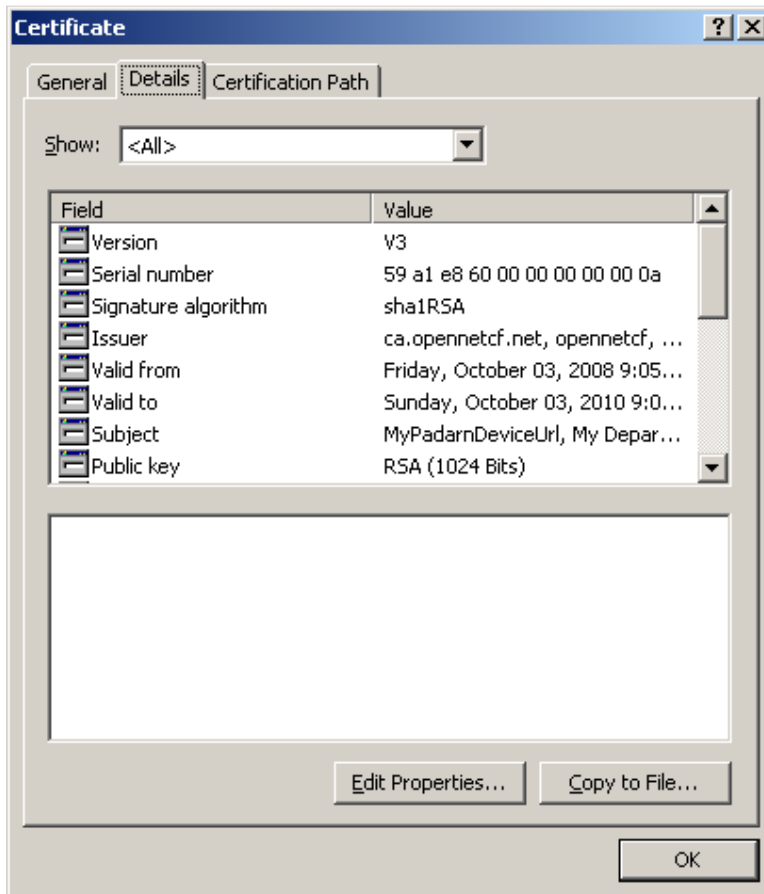 Certificate
General Details Certification Path
Show: <All>
Field Value
Version V3
Serial number 59 a1 e8 60 00 00 00 00 00 0a
Signature algorithm sha1RSA
Issuer ca.opennetcf.net, opennetcf, ...
Valid from Friday, October 03, 2008 9:05...
Valid to Sunday, October 03, 2010 9:0...
Subject MyPadarnDeviceUrl, My Depar...
Public key RSA (1024 Bits)
Edit Properties... Copy to File...
OK